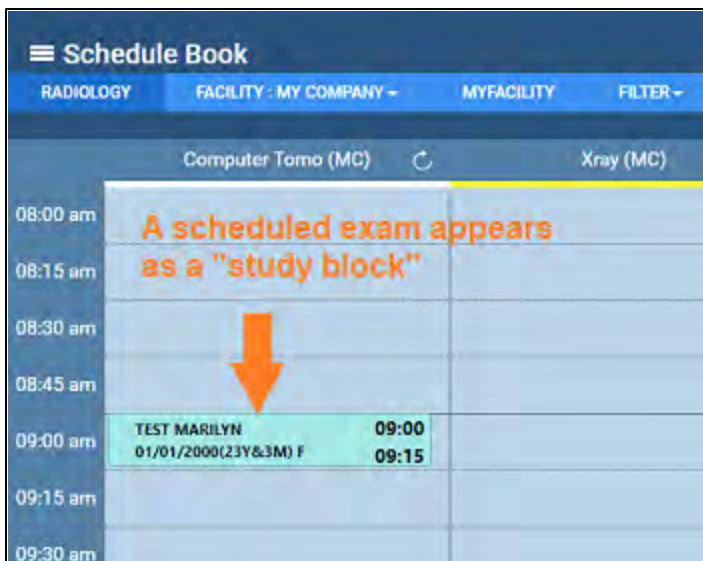 Schedule Book
RADIOLOGY FACILITY : MY COMPANY MYFACILITY FILTER
Computer Tomo (MC) Xray (MC)
08:00 am
A scheduled exam appears
as a "study block"
08:15 am
08:30 am
08:45 am
09:00 am
TEST MARILYN 09:00
01/01/2000(23Y&3M) F 09:15
09:15 am
09:30 am